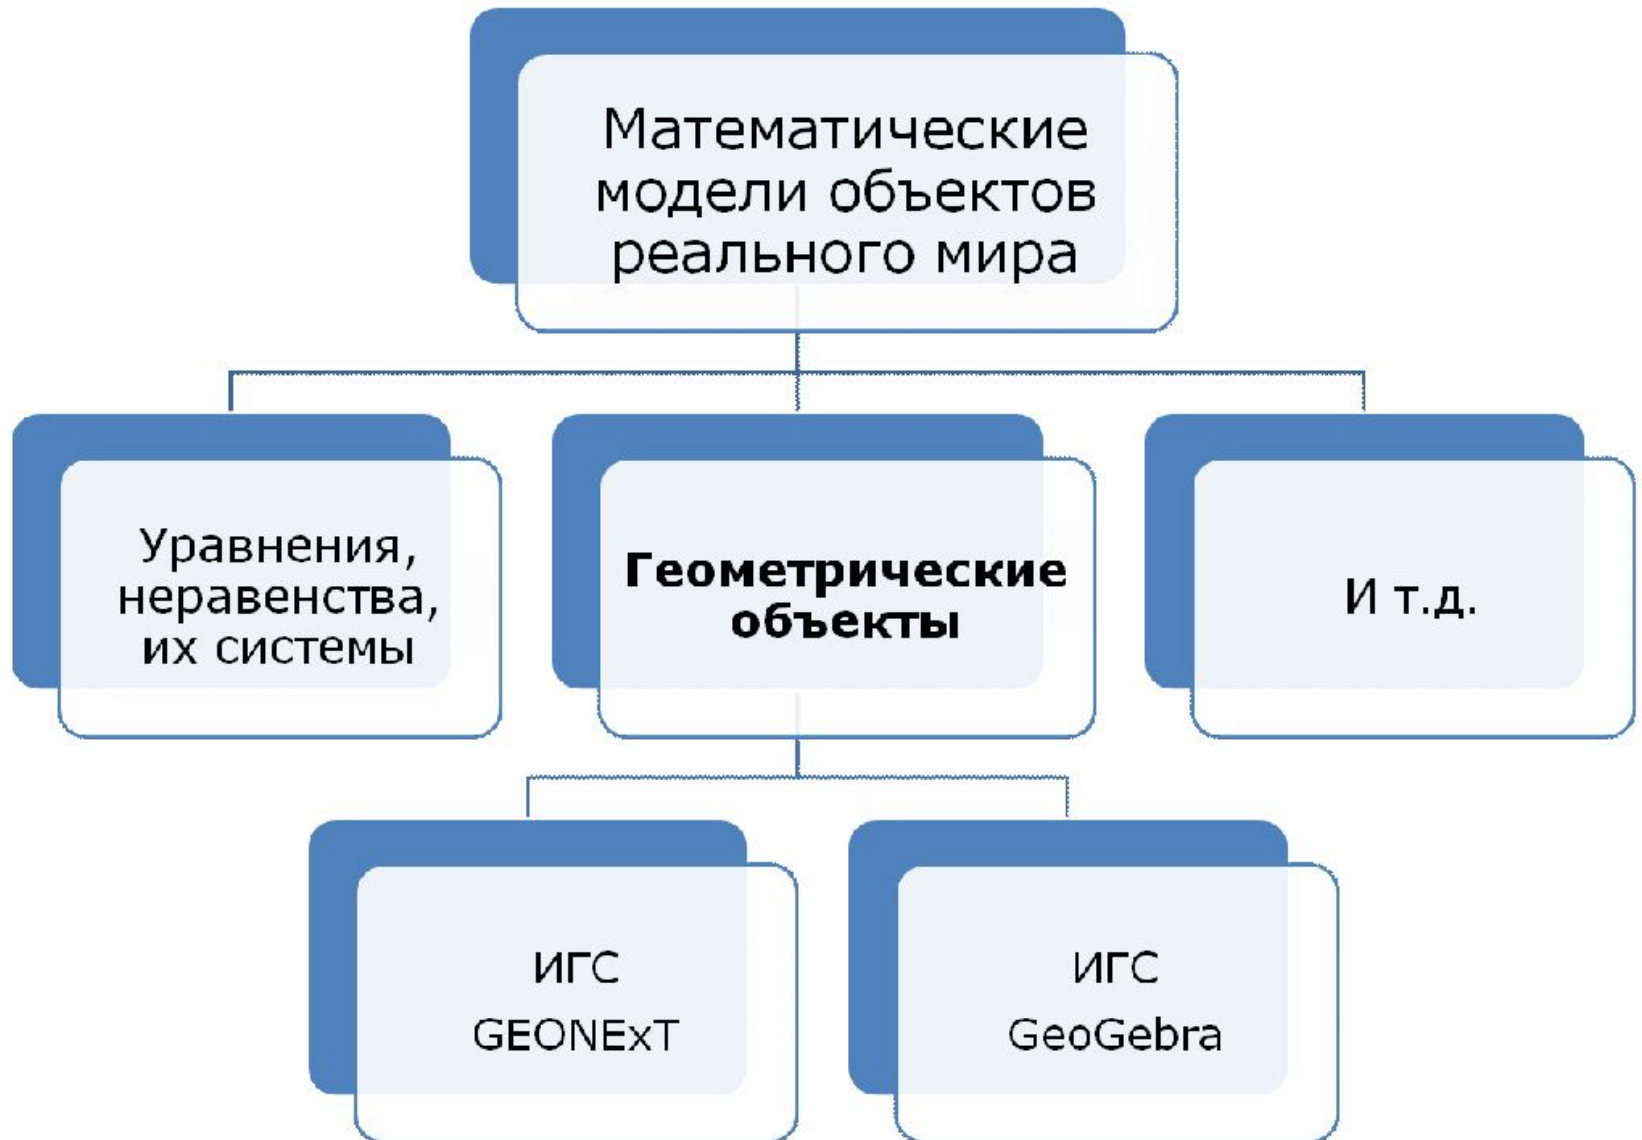 Математические
модели объектов
реального мира
Уравнения,
неравенства,
их системы
Геометрические
объекты
И т.д.
ИГС
GEONExT
ИГС
GeoGebra